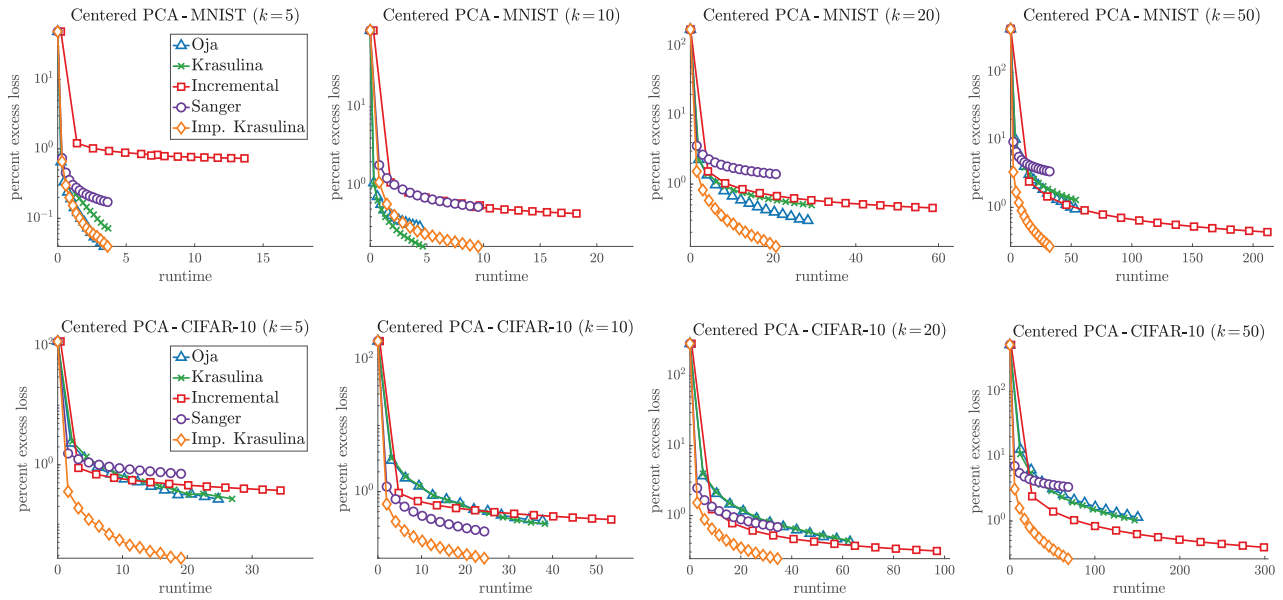 Centered PCA-MNIST (k=5)
percent excess loss
10^1
10^0
10^-1
0 5 10 15
runtime
Oja
Krasulina
Incremental
Sanger
Imp. Krasulina
Centered PCA-MNIST (k=10)
percent excess loss
10^0
0 5 10 15 20
runtime
Centered PCA-MNIST (k=20)
percent excess loss
10^2
10^1
10^0
0 20 40 60
runtime
Centered PCA-MNIST (k=50)
percent excess loss
10^2
10^1
10^0
0 50 100 150 200
runtime
Centered PCA-CIFAR-10 (k=5)
percent excess loss
10^2
10^0
0 10 20 30
runtime
Oja
Krasulina
Incremental
Sanger
Imp. Krasulina
Centered PCA-CIFAR-10 (k=10)
percent excess loss
10^2
10^0
0 10 20 30 40 50
runtime
Centered PCA-CIFAR-10 (k=20)
percent excess loss
10^2
10^1
10^0
0 20 40 60 80 100
runtime
Centered PCA-CIFAR-10 (k=50)
percent excess loss
10^2
10^1
10^0
0 50 100 150 200 250 300
runtime